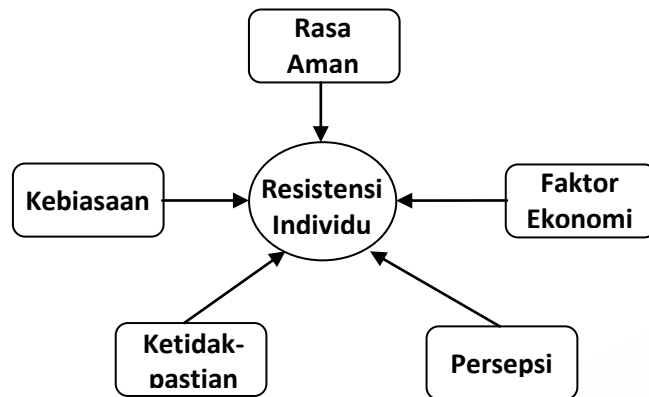 Rasa
Aman
Kebiasaan
Resistensi
Individu
Faktor
Ekonomi
Ketidak-
pastian
Persepsi